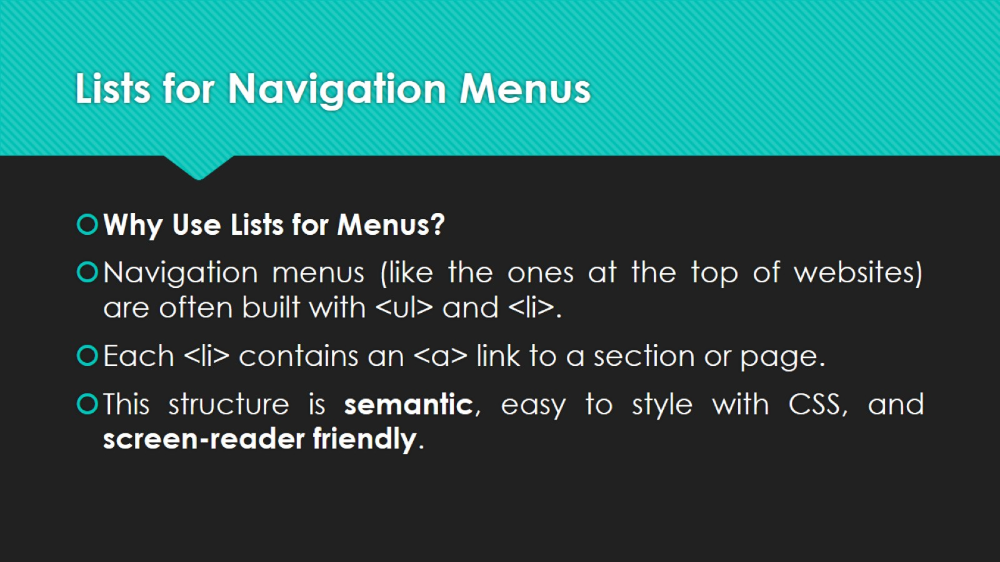 Lists for Navigation Menus
Why Use Lists for Menus?
Navigation menus (like the ones at the top of websites)
are often built with <ul> and <li>.
Each <li> contains an <a> link to a section or page.
This structure is semantic, easy to style with CSS, and
screen-reader friendly.